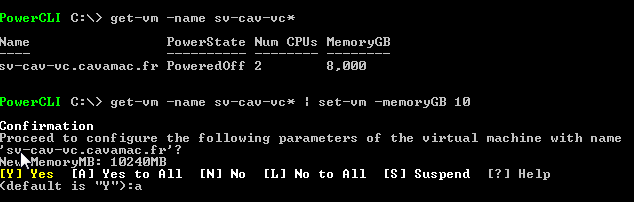 PowerCLI C:\> get-vm -name sv-cav-vc*
Name PowerState Num CPUs MemoryGB
---- ---------- -------- --------
sv-cav-vc.cavamac.fr PoweredOff 2 8,000
PowerCLI C:\> get-vm -name sv-cav-vc* | set-vm -memoryGB 10
Confirmation
Proceed to configure the following parameters of the virtual machine with name
'sv-cav-vc.cavamac.fr'?
New MemoryMB: 10240MB
[Y] Yes [A] Yes to All [N] No [L] No to All [S] Suspend [?] Help
(default is "Y"):a